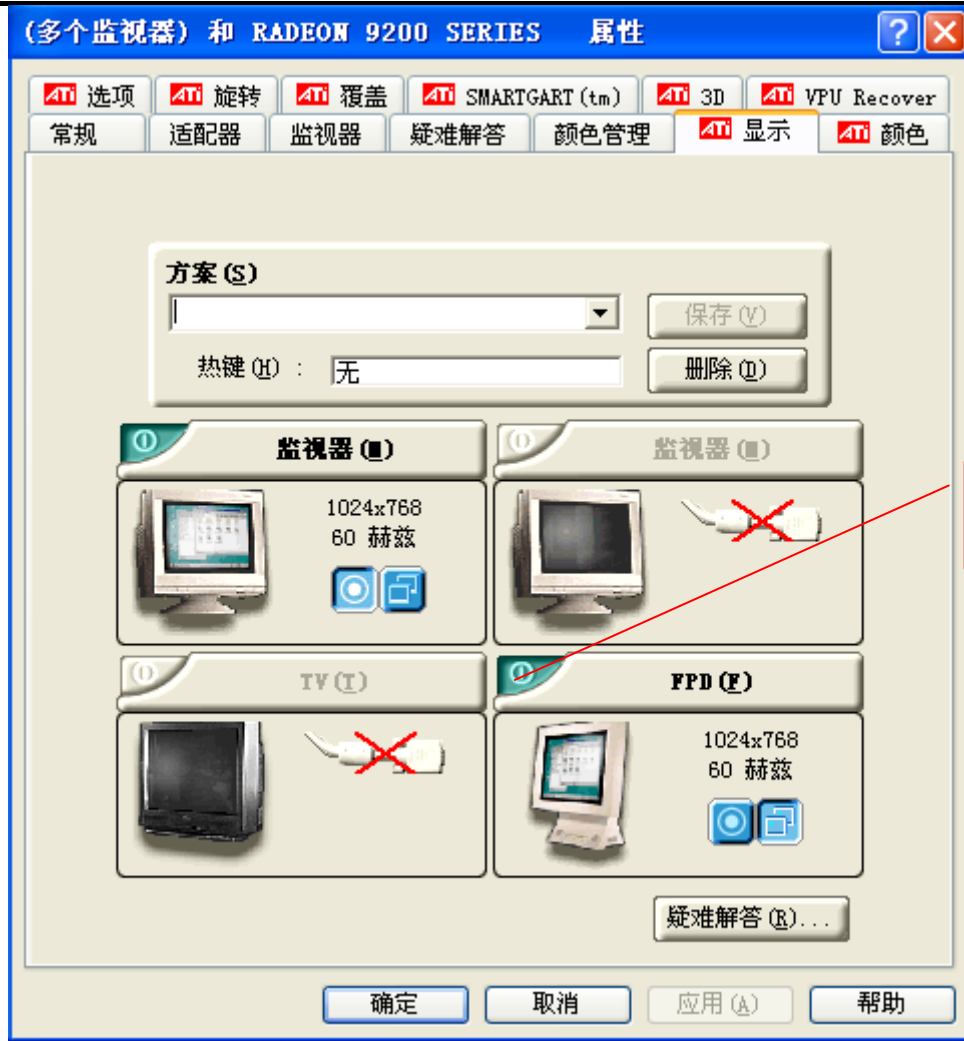 (多个监视器) 和 RADEON 9200 SERIES 属性
ATI 选项 ATI 旋转 ATI 覆盖 ATI SMARTGART(tm) ATI 3D ATI VPU Recover
常规 适配器 监视器 疑难解答 颜色管理 ATI 显示 ATI 颜色
方案(S)
保存(V)
热键(H) : 无 删除(D)
监视器(M) 监视器(M)
1024x768
60 赫兹
TV(T) FPD(F)
1024x768
60 赫兹
疑难解答(R)...
确定 取消 应用(A) 帮助